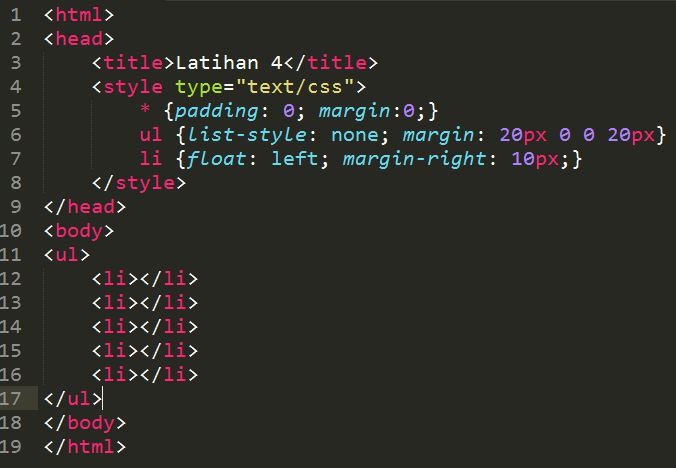 1 <html>
2 <head>
3     <title>Latihan 4</title>
4     <style type="text/css">
5         * {padding: 0; margin:0;}
6         ul {list-style: none; margin: 20px 0 0 20px}
7         li {float: left; margin-right: 10px;}
8     </style>
9 </head>
10 <body>
11 <ul>
12     <li></li>
13     <li></li>
14     <li></li>
15     <li></li>
16     <li></li>
17 </ul>
18 </body>
19 </html>